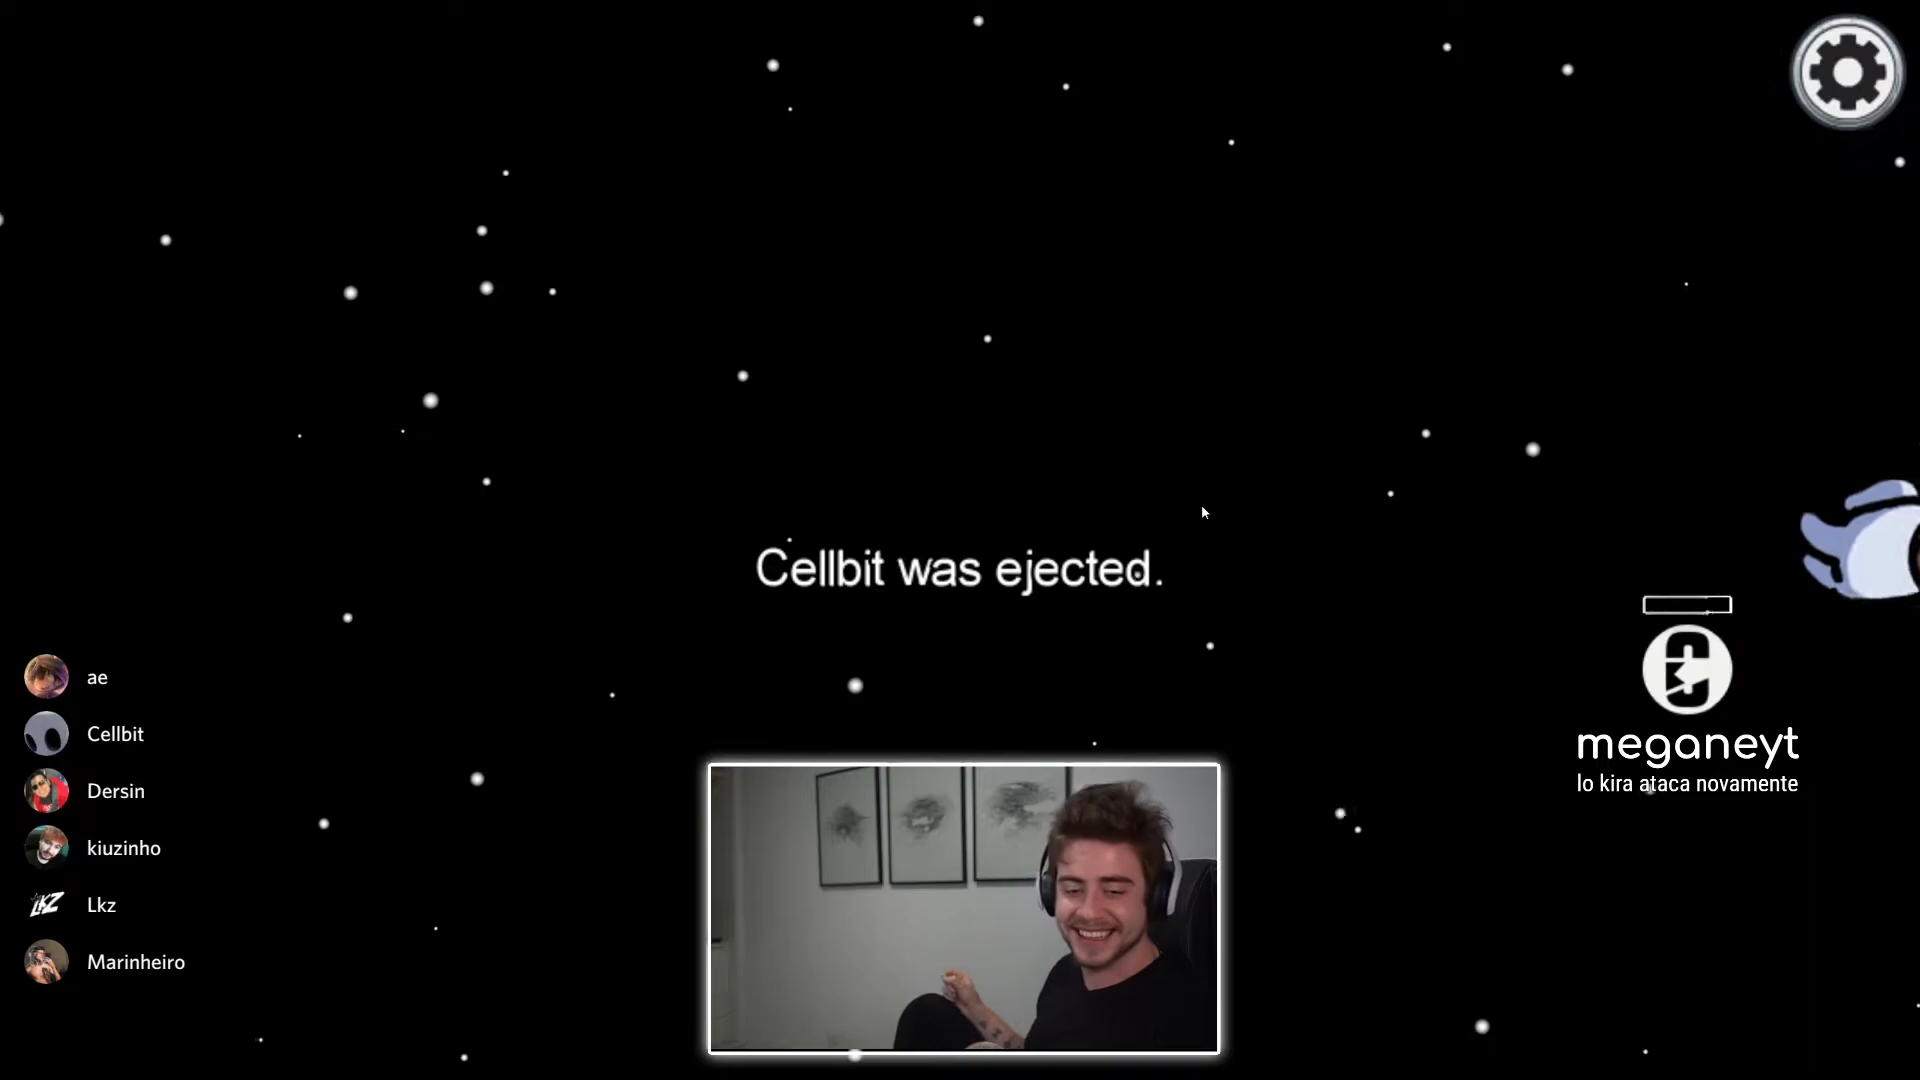 Cellbit was ejected.
ae
Cellbit
Dersin
kiuzinho
Lkz
Marinheiro
meganeyt
lo kira ataca novamente